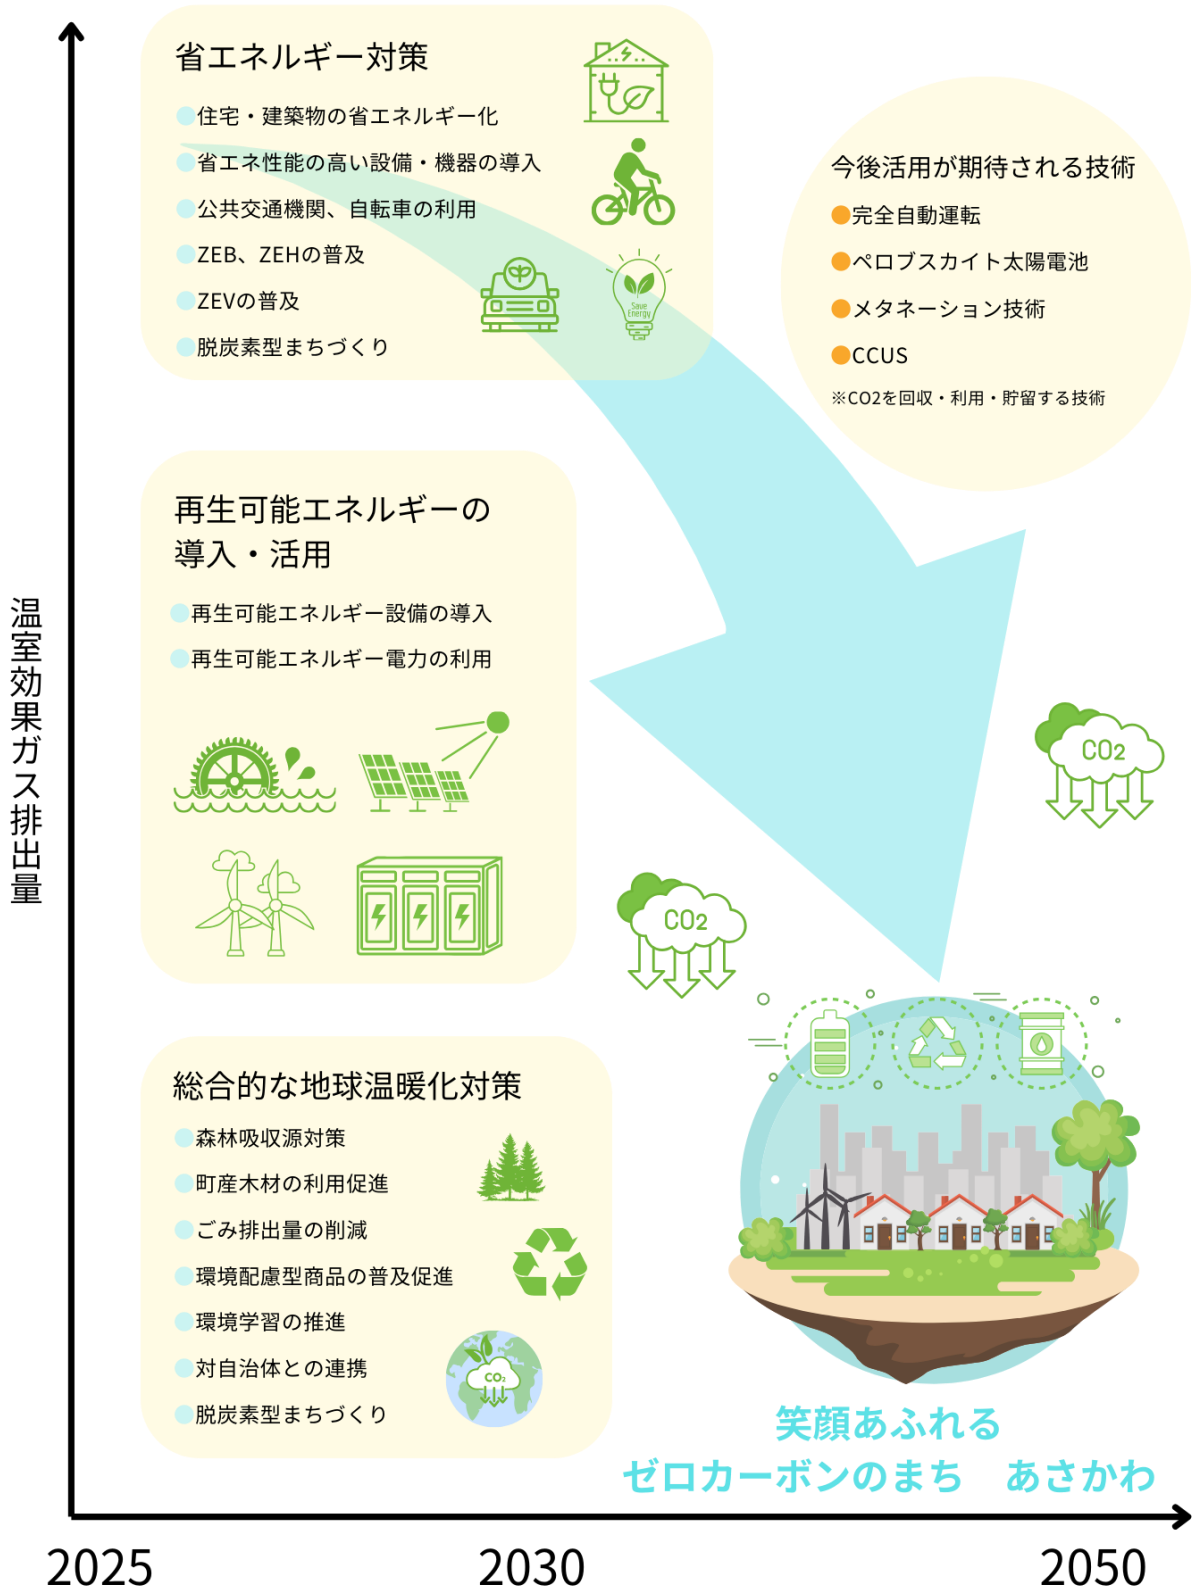 省エネルギー対策
●住宅・建築物の省エネルギー化
●省エネ性能の高い設備・機器の導入
●公共交通機関、自転車の利用
●ZEB、ZEHの普及
●ZEVの普及
●脱炭素型まちづくり
Save
Energy
今後活用が期待される技術
●完全自動運転
●ペロブスカイト太陽電池
●メタネーション技術
●CCUS
※CO2を回収・利用・貯留する技術
再生可能エネルギーの
導入・活用
●再生可能エネルギー設備の導入
●再生可能エネルギー電力の利用
温室効果ガス排出量
CO2
CO2
総合的な地球温暖化対策
●森林吸収源対策
●町産木材の利用促進
●ごみ排出量の削減
●環境配慮型商品の普及促進
●環境学習の推進
●対自治体との連携
●脱炭素型まちづくり
CO₂
笑顔あふれる
ゼロカーボンのまち　あさかわ
2025
2030
2050